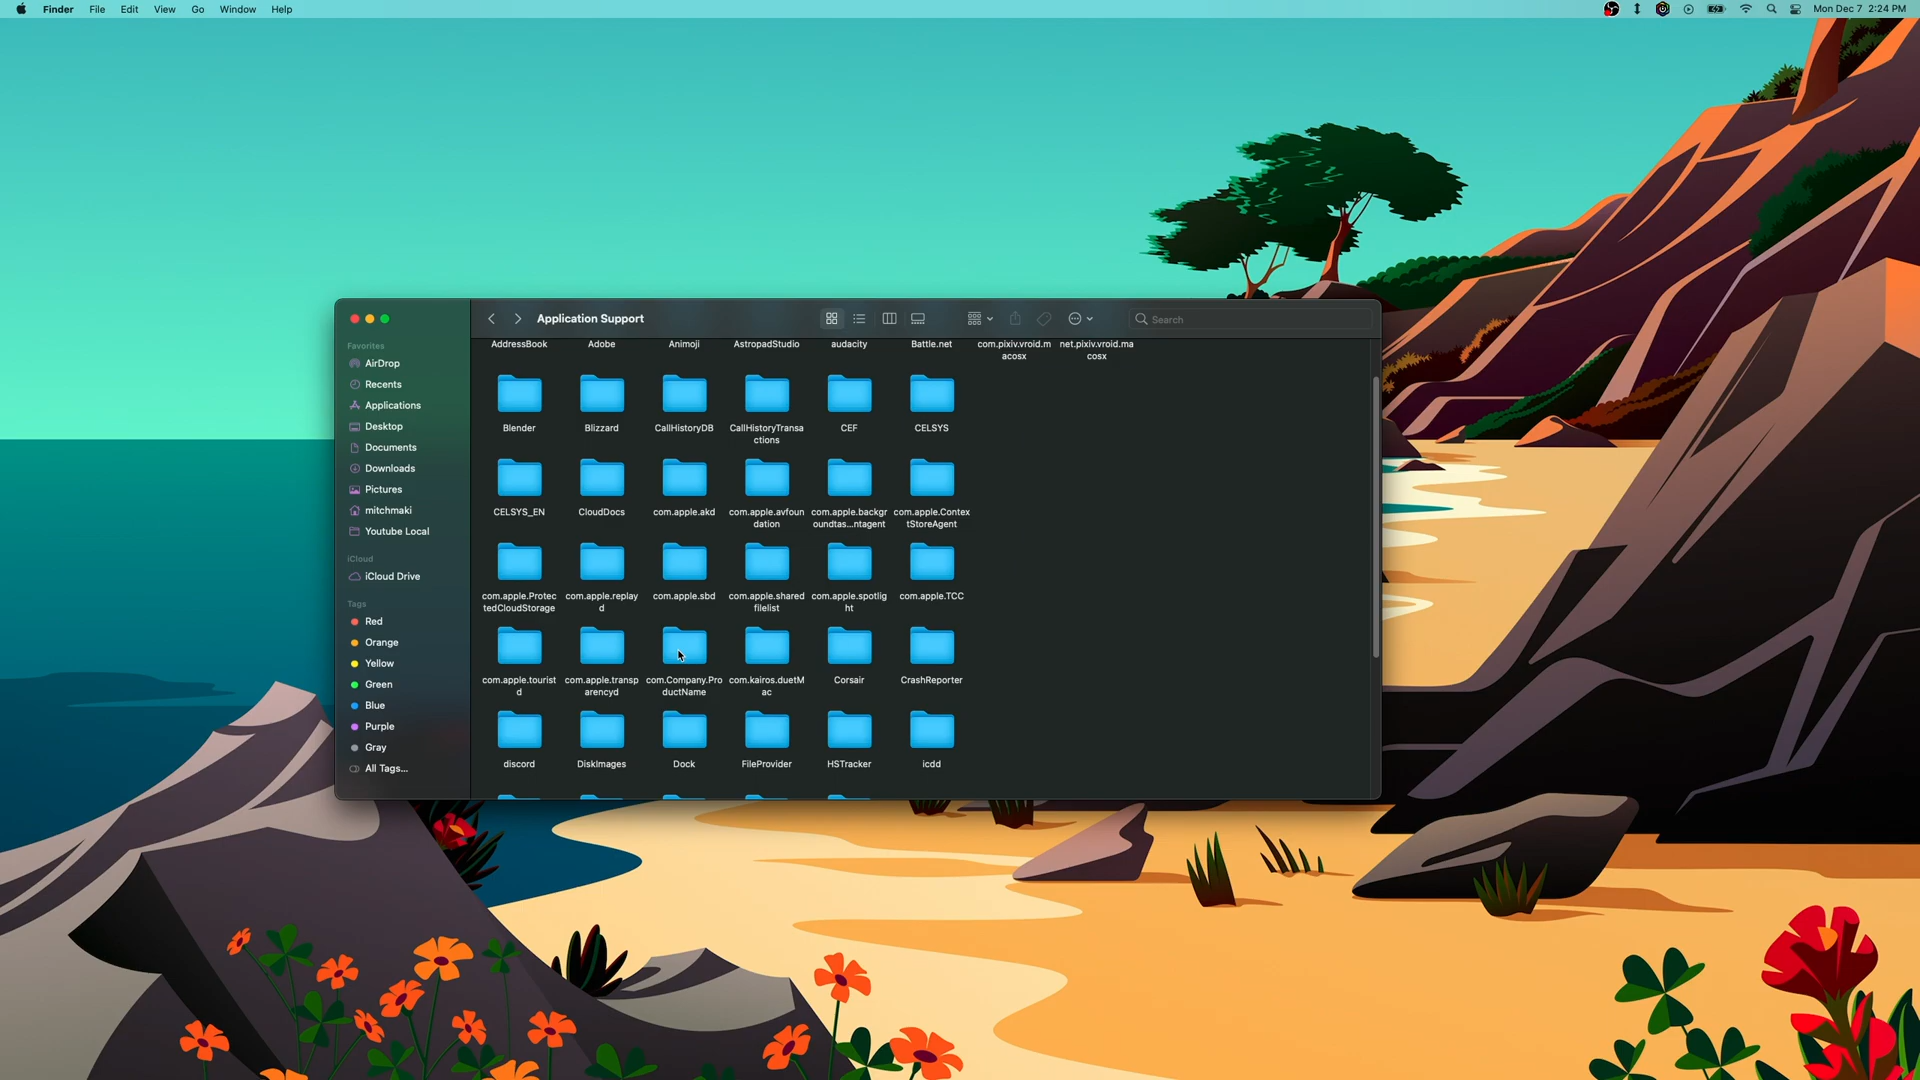 Finder File Edit View Go Window Help
Mon Dec 7 2:24 PM
Application Support
Search
Favorites
AirDrop
Recents
Applications
Desktop
Documents
Downloads
Pictures
mitchmaki
Youtube Local
iCloud
iCloud Drive
Tags
Red
Orange
Yellow
Green
Blue
Purple
Gray
All Tags...
AddressBook Adobe Animoji AstropadStudio audacity Battle.net com.pixiv.vroid.m net.pixiv.vroid.ma
acosx cosx
Blender Blizzard CallHistoryDB CallHistoryTransa CEF CELSYS
ctions
CELSYS_EN CloudDocs com.apple.akd com.apple.avfoun com.apple.backgr com.apple.Contex
dation oundtas...ntagent tStoreAgent
com.apple.Protec com.apple.replay com.apple.sbd com.apple.shared com.apple.spotlig com.apple.TCC
tedCloudStorage d filelist ht
com.apple.tourist com.apple.transp com.Company.Pro com.kairos.duetM Corsair CrashReporter
d arencyd ductName ac
discord DiskImages Dock FileProvider HSTracker icdd